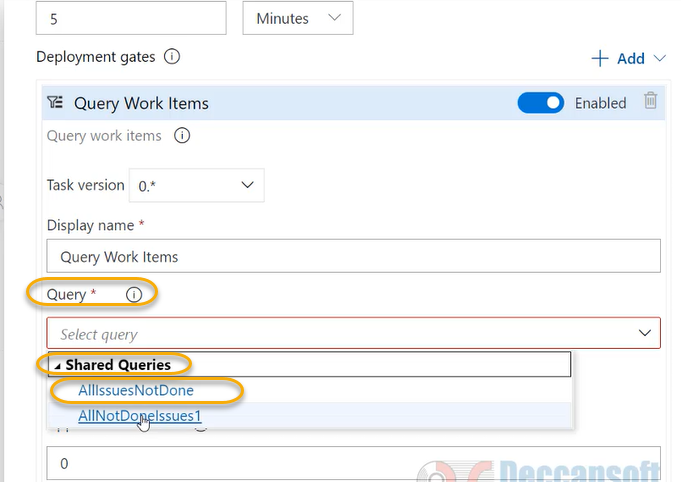 5
Minutes
Deployment gates
Add
Query Work Items
Enabled
Query work items
Task version
0.*
Display name *
Query Work Items
Query *
Select query
Shared Queries
AllIssuesNotDone
AllNotDoneIssues1
0
Deccansoft